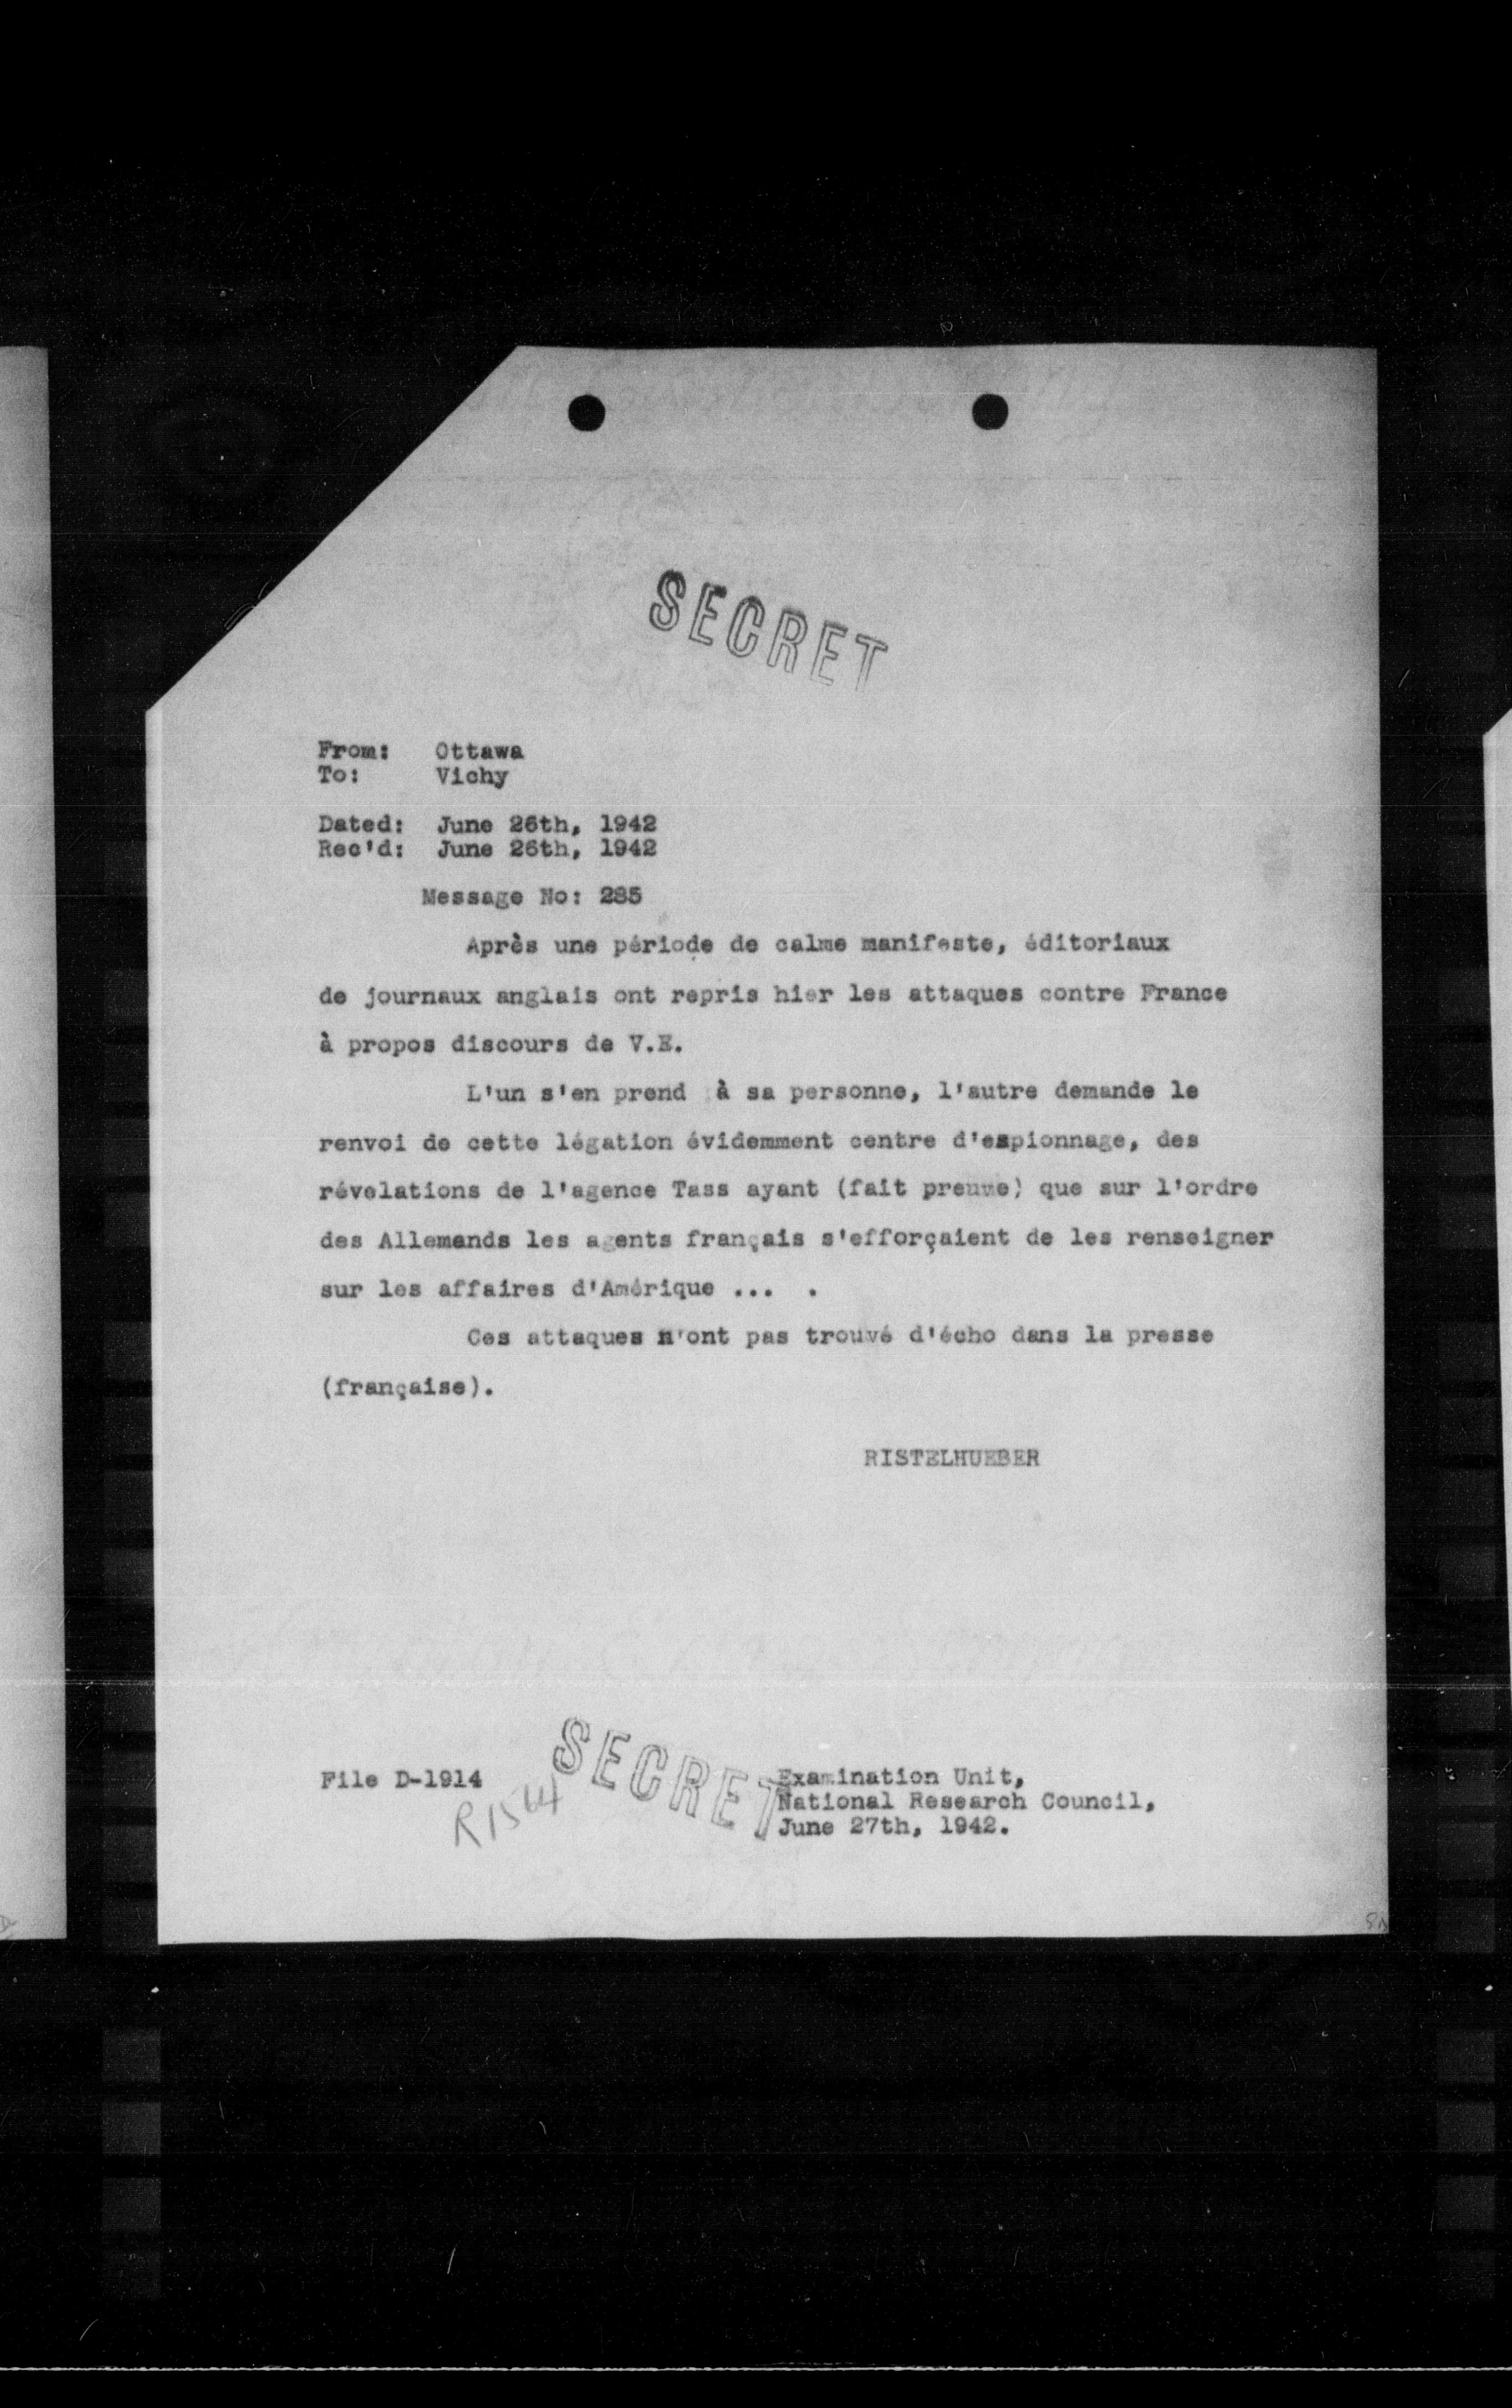 SECRET
From: Ottawa
To: Vichy
Dated: June 26th, 1942
Rec'd: June 26th, 1942
Message No: 285
Après une période de calme manifeste, éditoriaux
de journaux anglais ont repris hier les attaques contre France
à propos discours de V.E.
L'un s'en prend à sa personne, l'autre demande le
renvoi de cette légation évidemment centre d'espionnage, des
révelations de l'agence Tass ayant (fait preuve) que sur l'ordre
des Allemands les agents français s'efforçaient de les renseigner
sur les affaires d'Amérique ... .
Ces attaques n'ont pas trouvé d'écho dans la presse
(française).
RISTELHUEBER
SECRET
File D-1914
R1564
Examination Unit,
National Research Council,
June 27th, 1942.